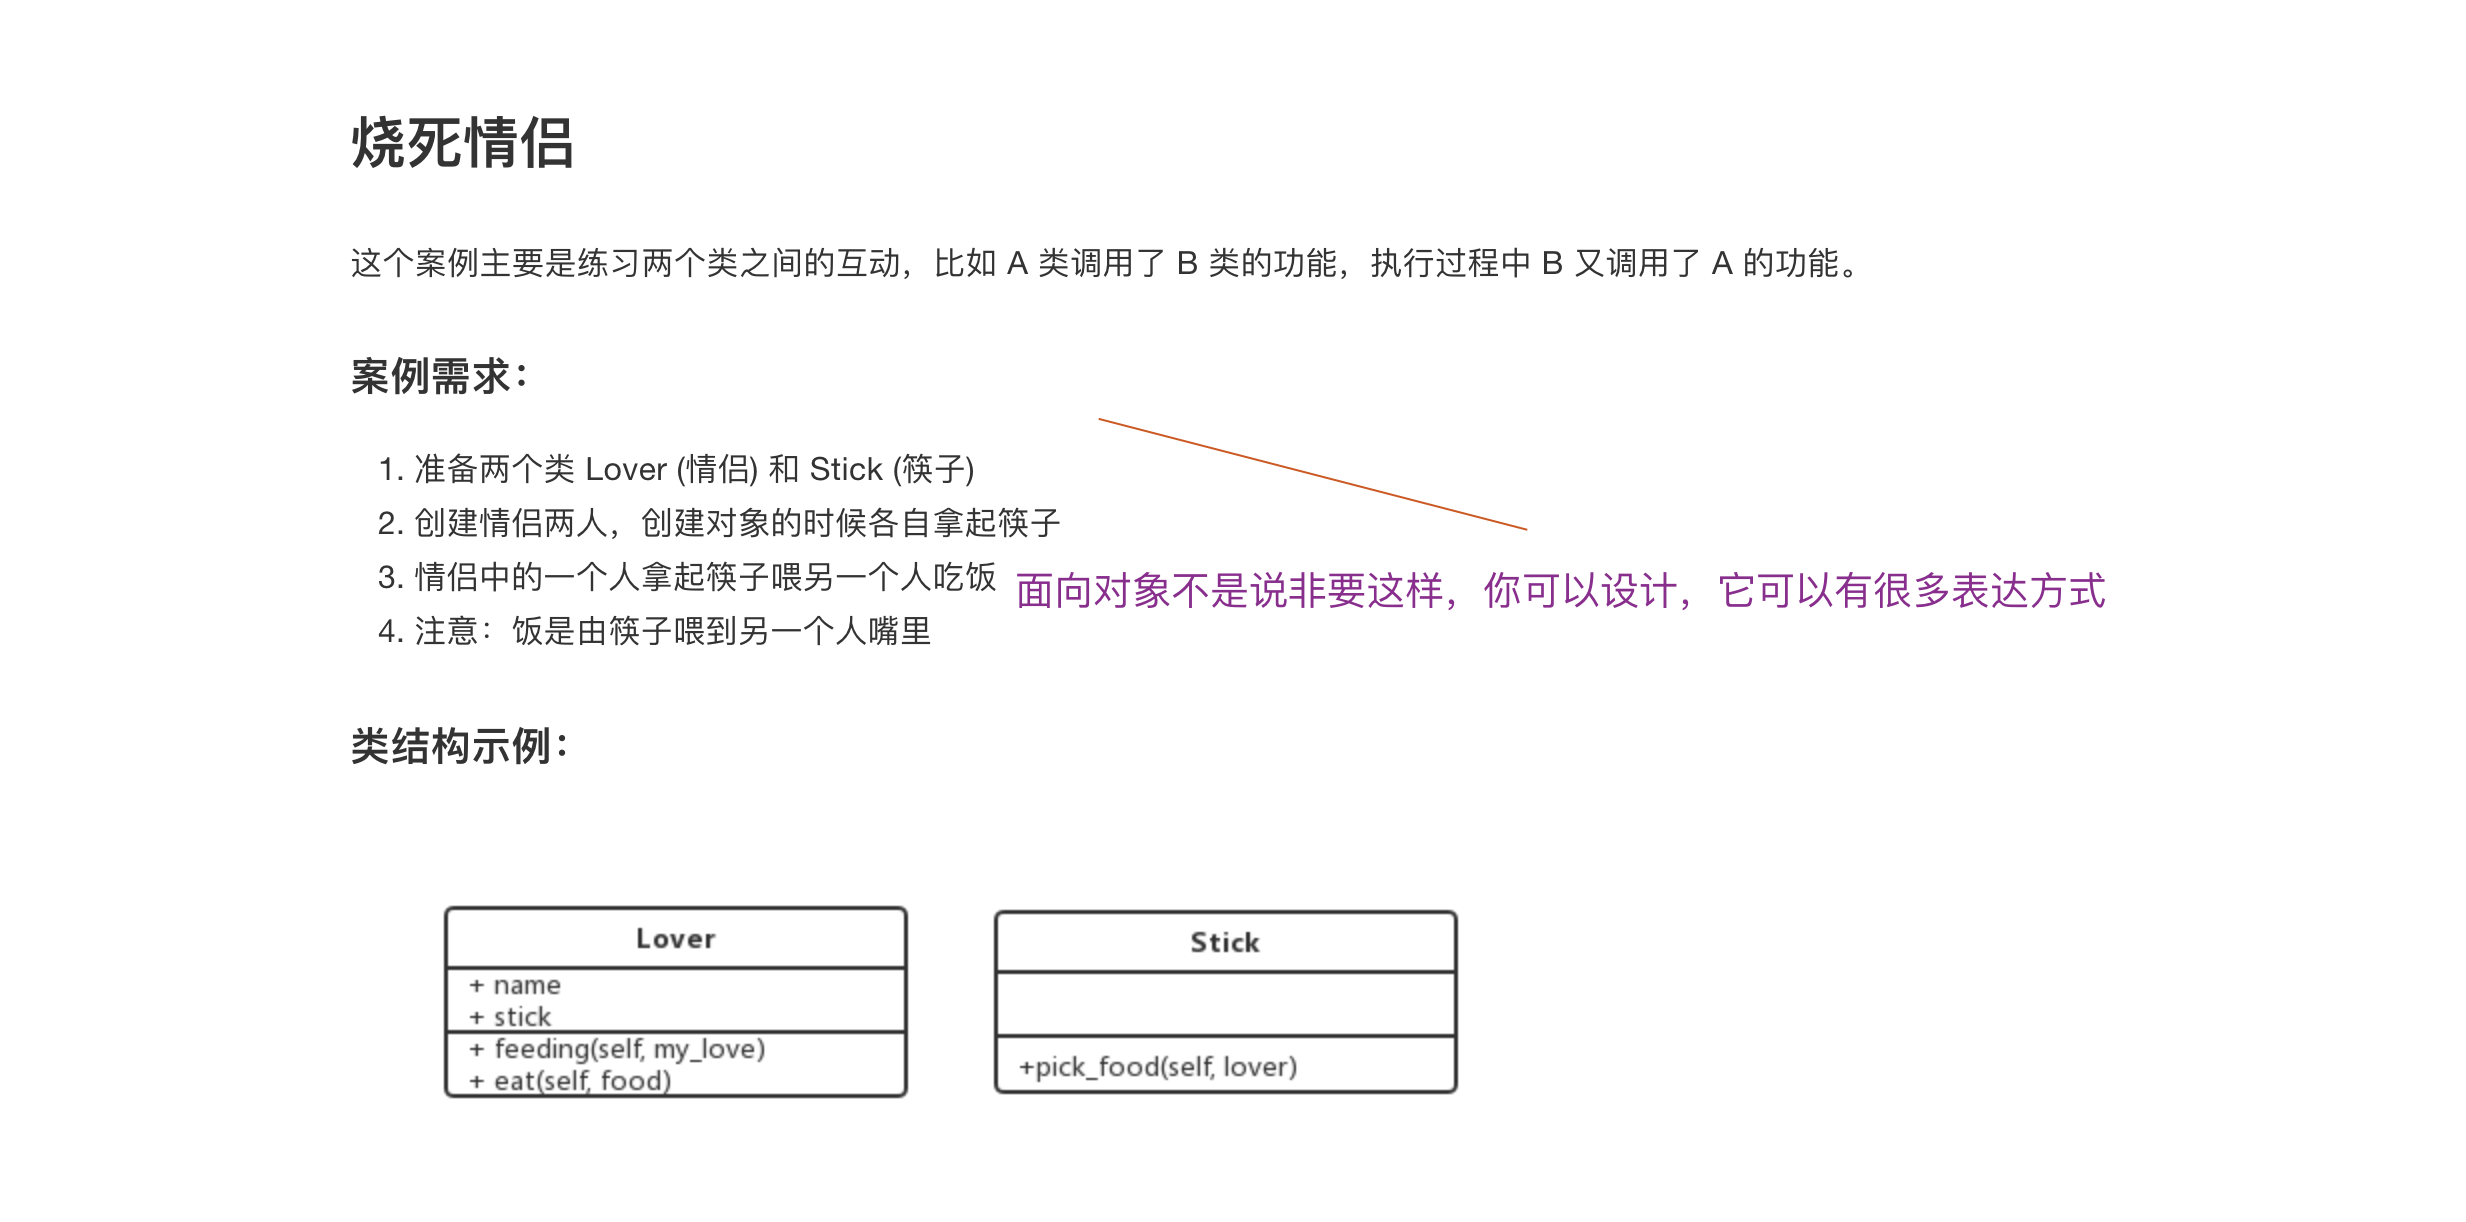 烧死情侣
这个案例主要是练习两个类之间的互动，比如 A 类调用了 B 类的功能，执行过程中 B 又调用了 A 的功能。
案例需求：
1. 准备两个类 Lover (情侣) 和 Stick (筷子)
2. 创建情侣两人，创建对象的时候各自拿起筷子
3. 情侣中的一个人拿起筷子喂另一个人吃饭
面向对象不是说非要这样，你可以设计，它可以有很多表达方式
4. 注意：饭是由筷子喂到另一个人嘴里
类结构示例：
Lover
+ name
+ stick
+ feeding(self, my_love)
+ eat(self, food)
Stick
+pick_food(self, lover)